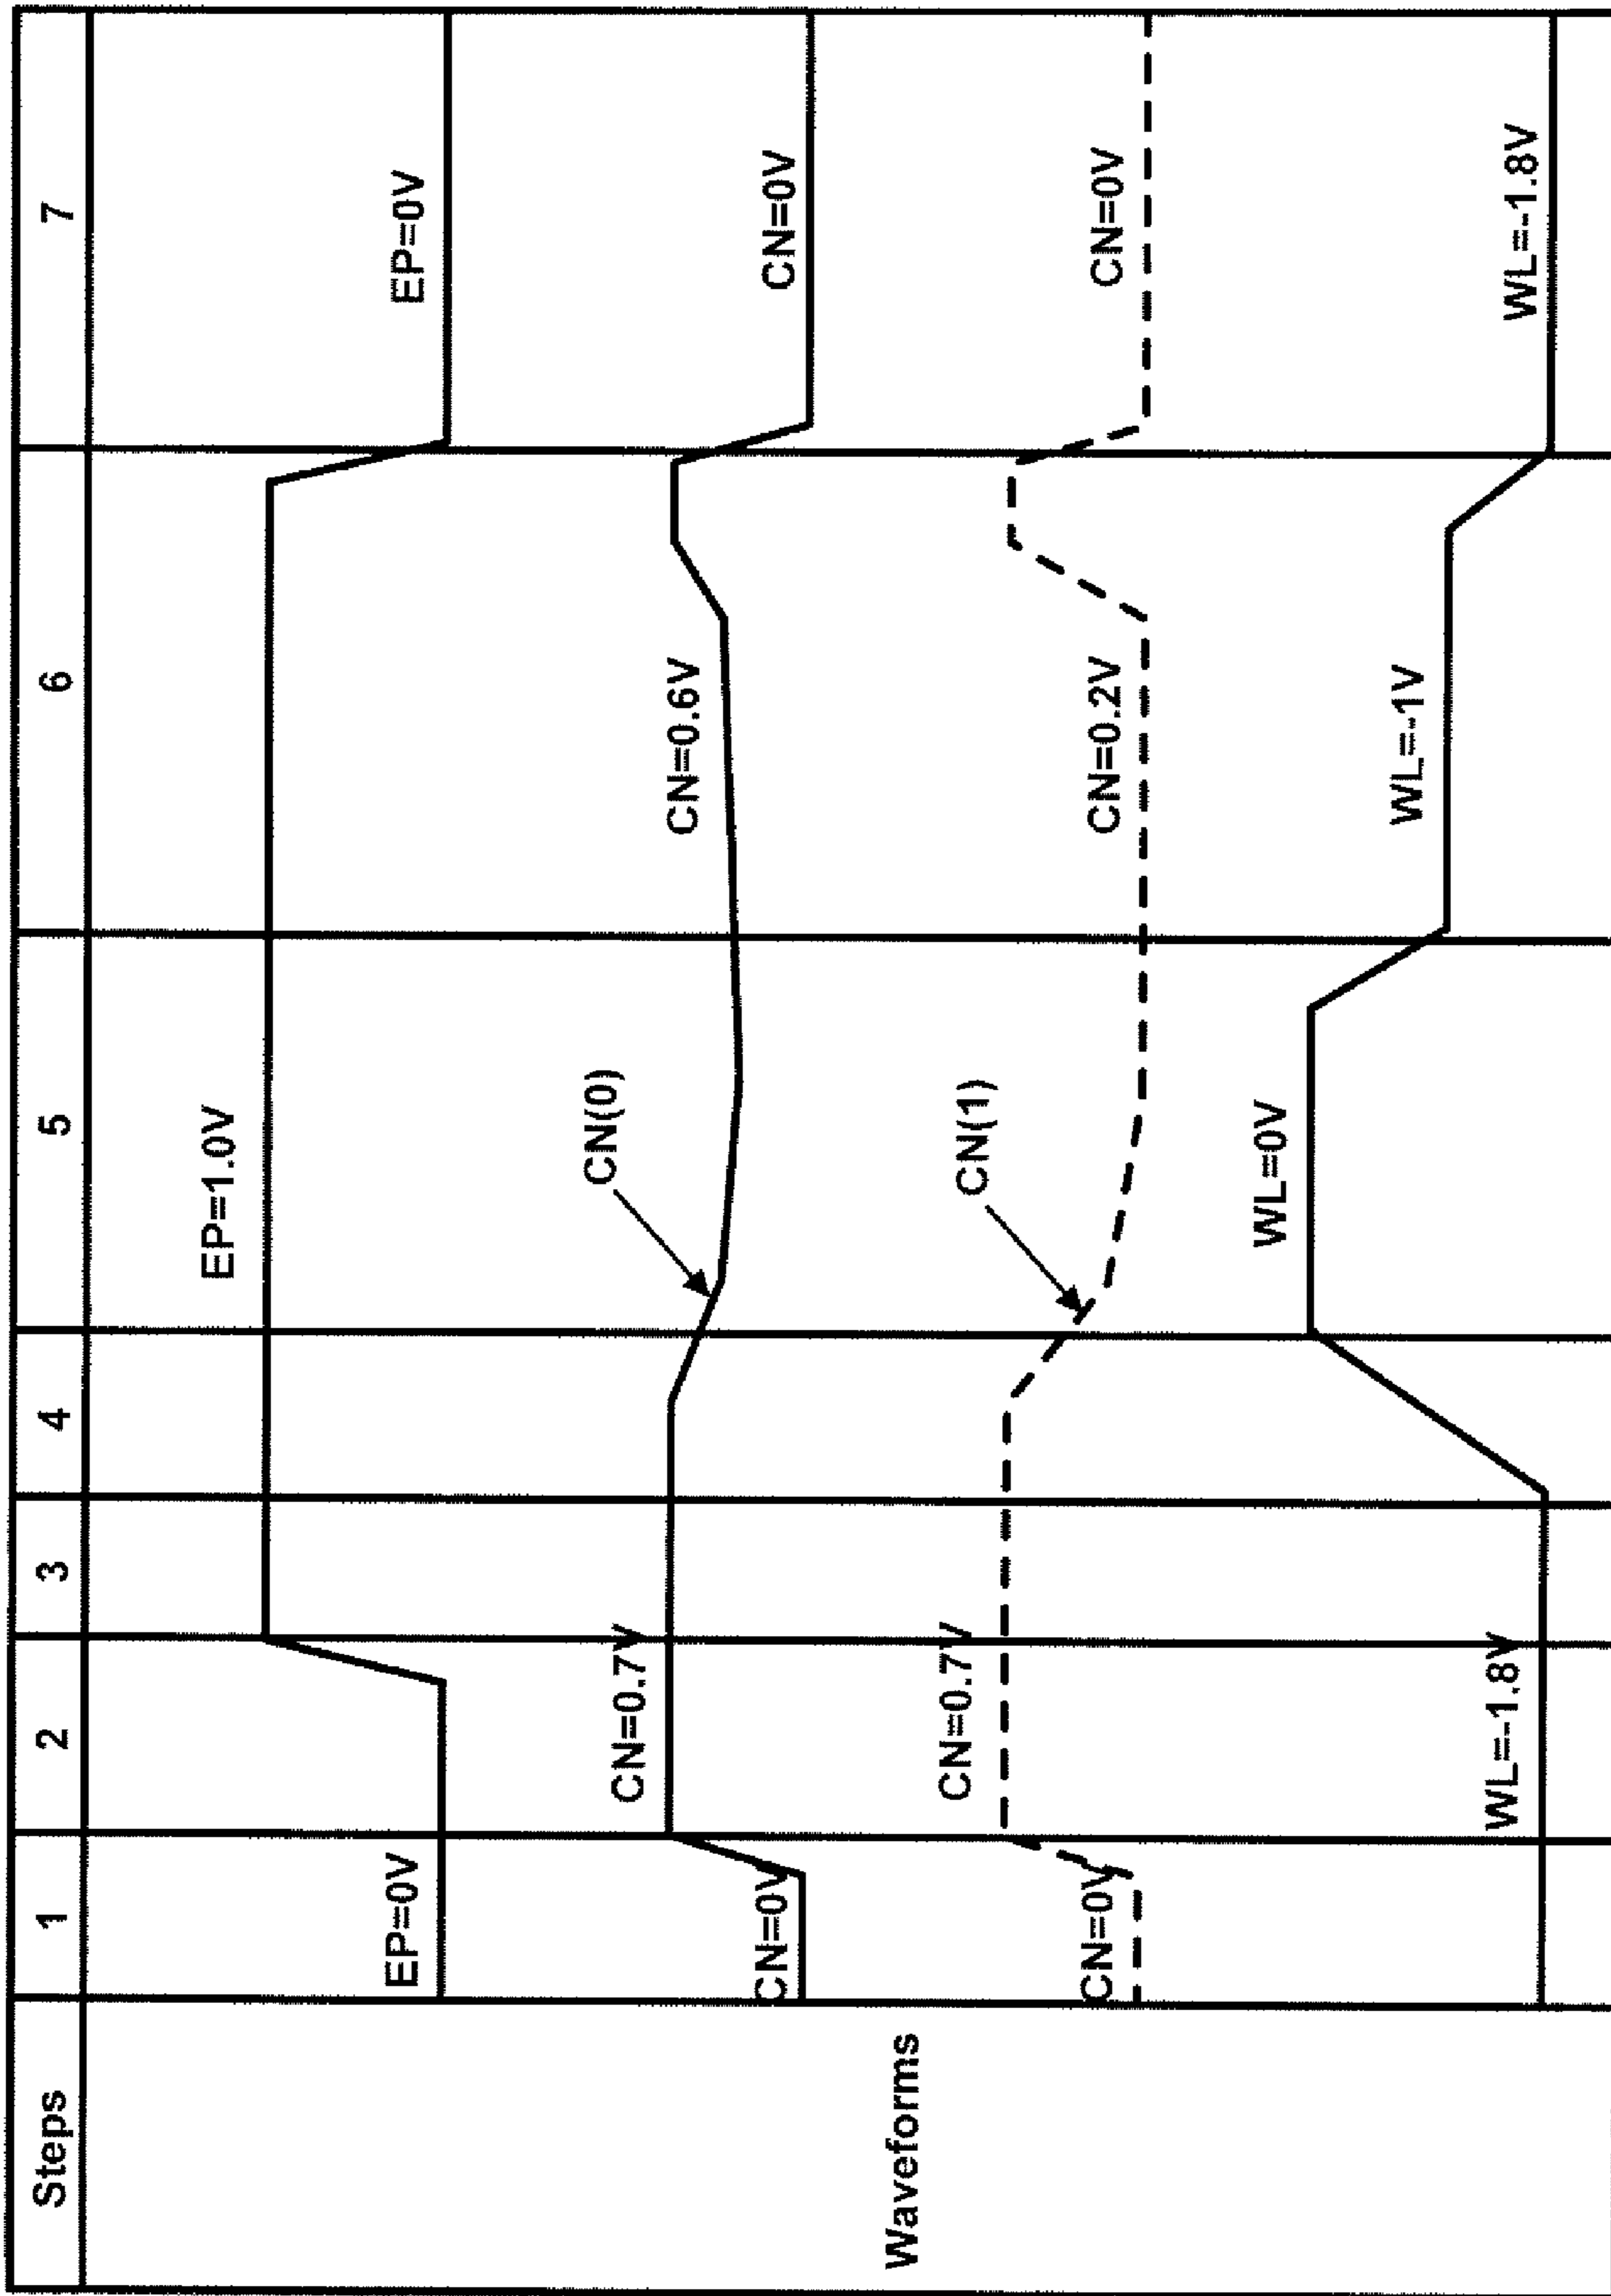 Steps 1 2 3 4 5 6 7
Waveforms
EP=0V EP=1.0V EP=0V
CN=0V CN=0.7V CN(0) CN=0.6V CN=0V
CN=0V CN=0.7V CN(1) CN=0.2V CN=0V
WL=-1.8V WL=0V WL=-1V WL=-1.8V